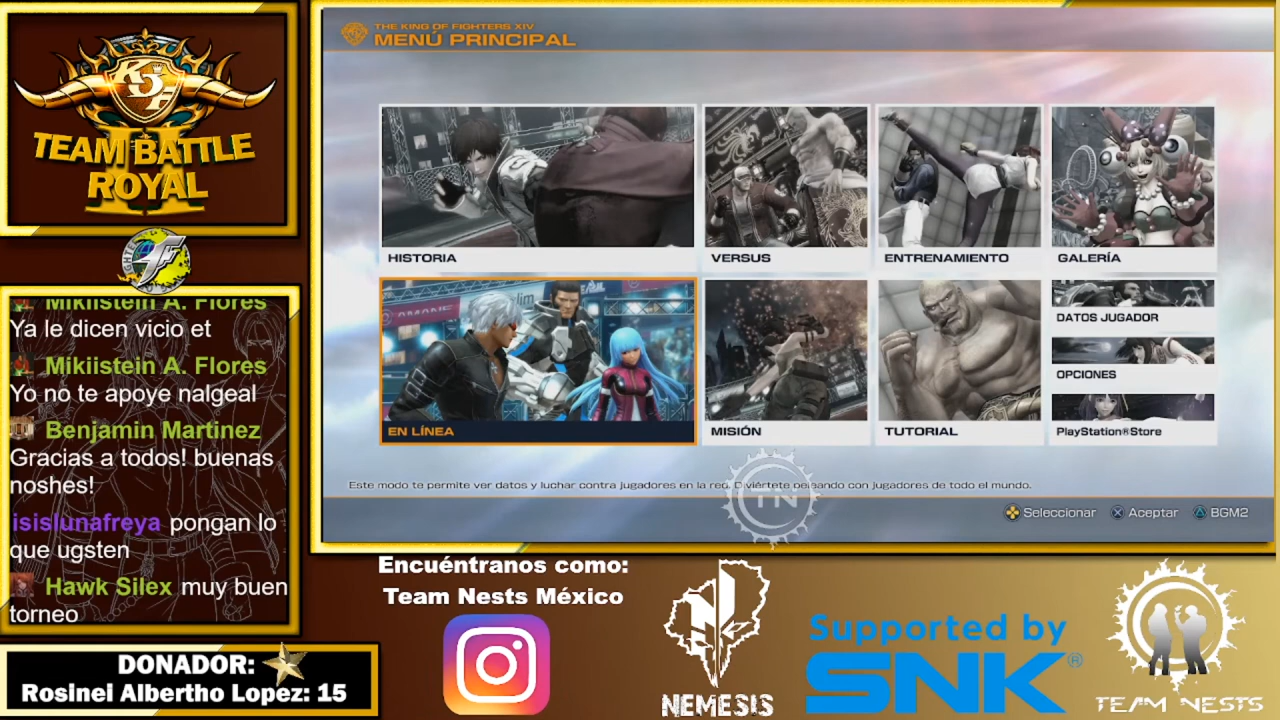 KOF
TEAM BATTLE
ROYAL
II
Mikiistein A. Flores
Ya le dicen vicio et
Mikiistein A. Flores
Yo no te apoye nalgeal
Benjamin Martinez
Gracias a todos! buenas
noshes!
isislunafreya pongan lo
que ugsten
Hawk Silex muy buen
torneo
DONADOR:
Rosinei Albertho Lopez: 15
THE KING OF FIGHTERS XIV
MENÚ PRINCIPAL
HISTORIA
VERSUS
ENTRENAMIENTO
GALERÍA
EN LÍNEA
MISIÓN
TUTORIAL
DATOS JUGADOR
OPCIONES
PlayStation®Store
Este modo te permite ver datos y luchar contra jugadores en la red. Diviértete peleando con jugadores de todo el mundo.
TN
Seleccionar
Aceptar
BGM2
Encuéntranos como:
Team Nests México
NEMESIS
Supported by
SNK®
TEAM NESTS